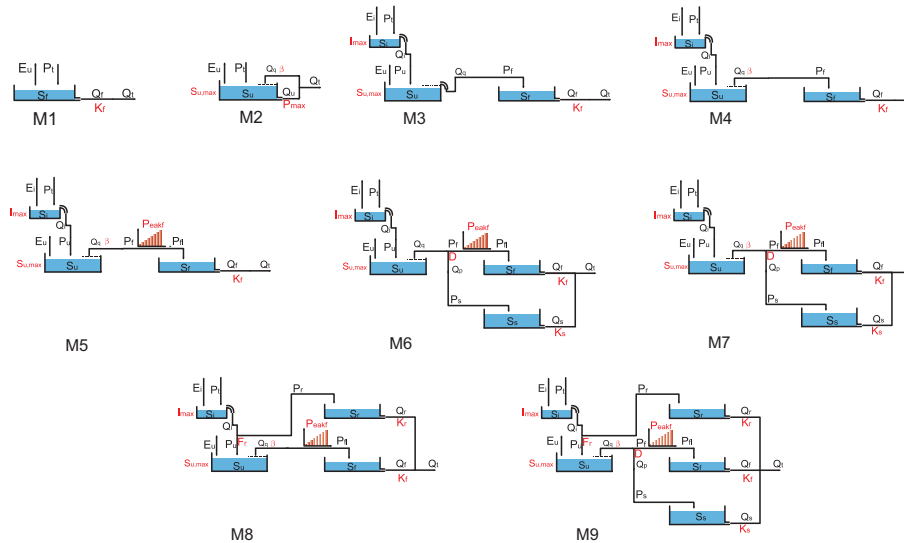 Ei Pt
Imax Si
Qi
Eu Pt
Sf
Qf Qt
Kf
M1
Eu Pt Qq β
Su,max Su Qu Qt
Pmax
M2
Eu Pu Qq Pf
Su,max Su Sf Qf
Kf
M3
Ei Pt
Imax Si
Qi
Eu Pu Qq β Pf
Su,max Su Sf Qf
Kf
M4
Ei Pt
Imax Si
Qi
Peakf
Eu Pu Qq β Pf Pfl
Su,max Su Sf Qf Qt
Kf
M5
Ei Pt
Imax Si
Qi
Peakf
Eu Pu Qq Pf Pfl
D
Su,max Su Qp Sf Qf Qt
Kf
Ps
Ss Qs
Ks
M6
Ei Pt
Imax Si
Qi
Peakf
Eu Pu Qq β Pf Pfl
D
Su,max Su Qp Sf Qf
Kf
Ps
Ss Qs
Ks
M7
Ei Pt Pr
Imax Si Sr Qr
Kr
Qi
Fr
Peakf
Eu Pu Qq β Pfl
Su,max Su Sf Qf Qt
Kf
M8
Ei Pt Pr
Imax Si Sr Qr
Kr
Qi
Fr
Peakf
Eu Pu Qq β Pf Pfl
D
Su,max Su Qp Sf Qf Qt
Kf
Ps
Ss Qs
Ks
M9